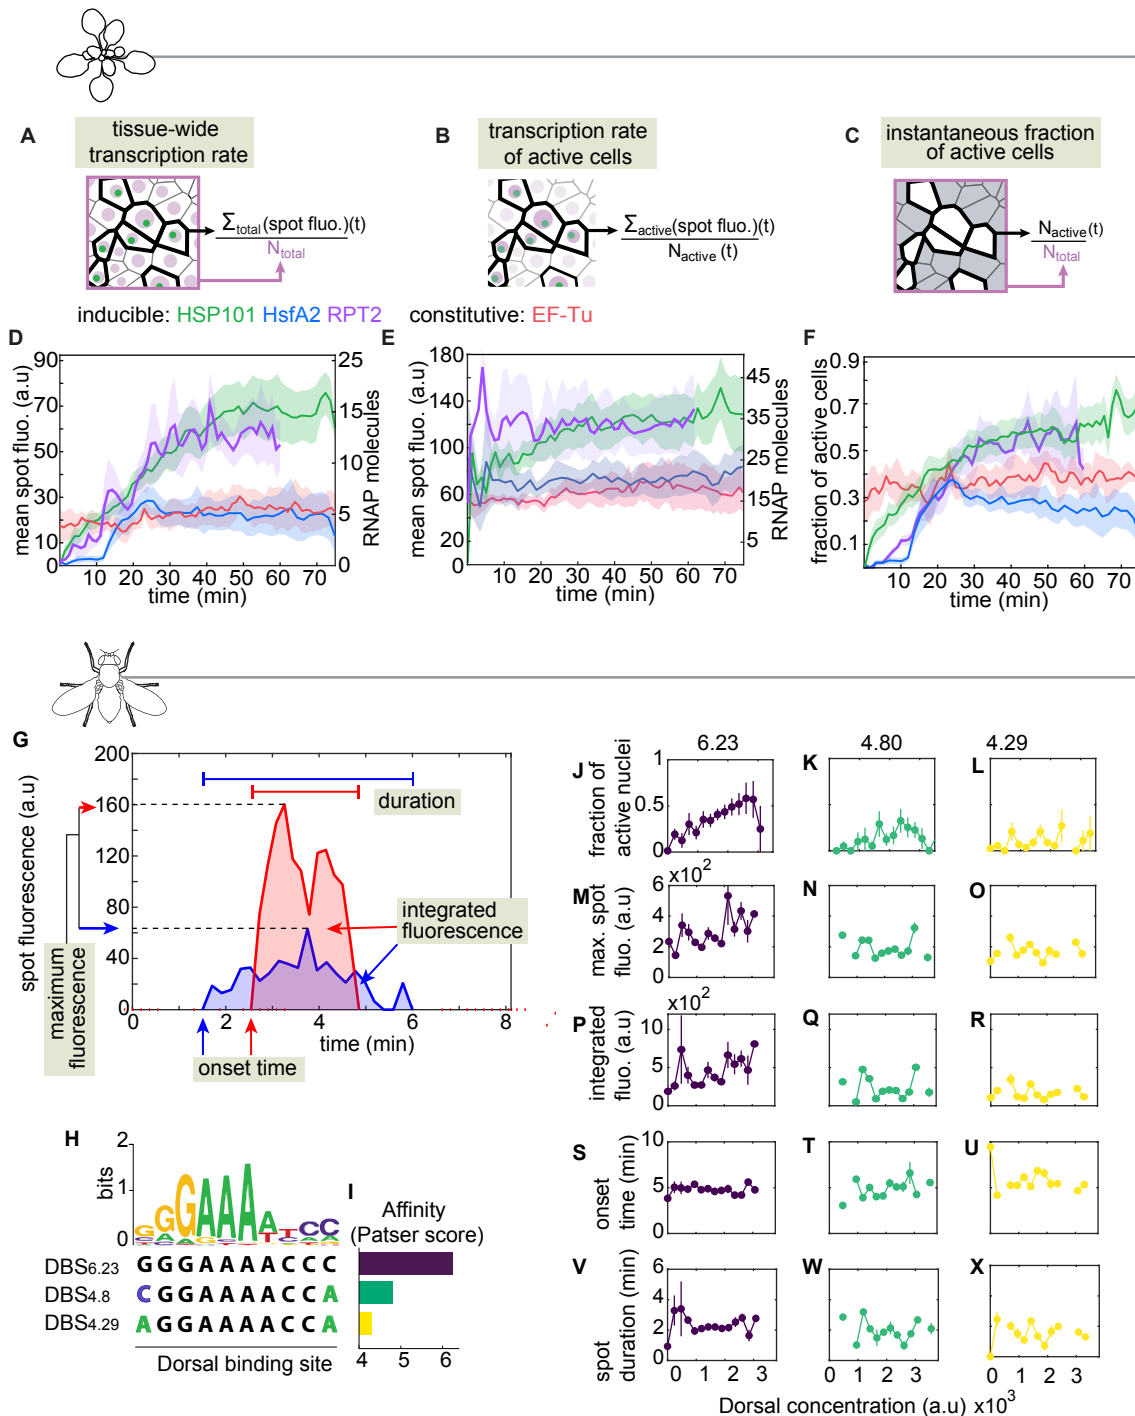 A
tissue-wide
transcription rate
Σtotal(spot fluo.)(t)
Ntotal
B
transcription rate
of active cells
Σactive(spot fluo.)(t)
Nactive (t)
C
instantaneous fraction
of active cells
Nactive(t)
Ntotal
inducible: HSP101 HsfA2 RPT2 constitutive: EF-Tu
D
mean spot fluo. (a.u)
90
70
50
30
10
0
25
20
15
10
5
0
RNAP molecules
10 20 30 40 50 60 70
time (min)
E
mean spot fluo. (a.u)
180
140
100
60
20
0
45
35
25
15
5
RNAP molecules
0 10 20 30 40 50 60 70
time (min)
F
fraction of active cells
0.9
0.7
0.5
0.3
0.1
10 20 30 40 50 60 70
time (min)
G
spot fluorescence (a.u)
200
160
120
80
40
0
0 2 4 6 8
time (min)
duration
integrated
fluorescence
maximum
fluorescence
onset time
H
bits
2
1
0
DBS6.23 GGGAAAACCC
DBS4.8 CGGAAAACCA
DBS4.29 AGGAAAACCA
Dorsal binding site
I
Affinity
(Patser score)
4 5 6
6.23 4.80 4.29
J
fraction of
active nuclei
1
0.5
0
K
L
M
max. spot
fluo. (a.u)
x10²
6
4
2
0
N
O
P
integrated
fluo. (a.u)
x10²
10
5
0
Q
R
S
onset
time (min)
10
5
0
T
U
V
spot
duration (min)
6
4
2
0
W
X
0 1 2 3
0 1 2 3
0 1 2 3
Dorsal concentration (a.u) x10³